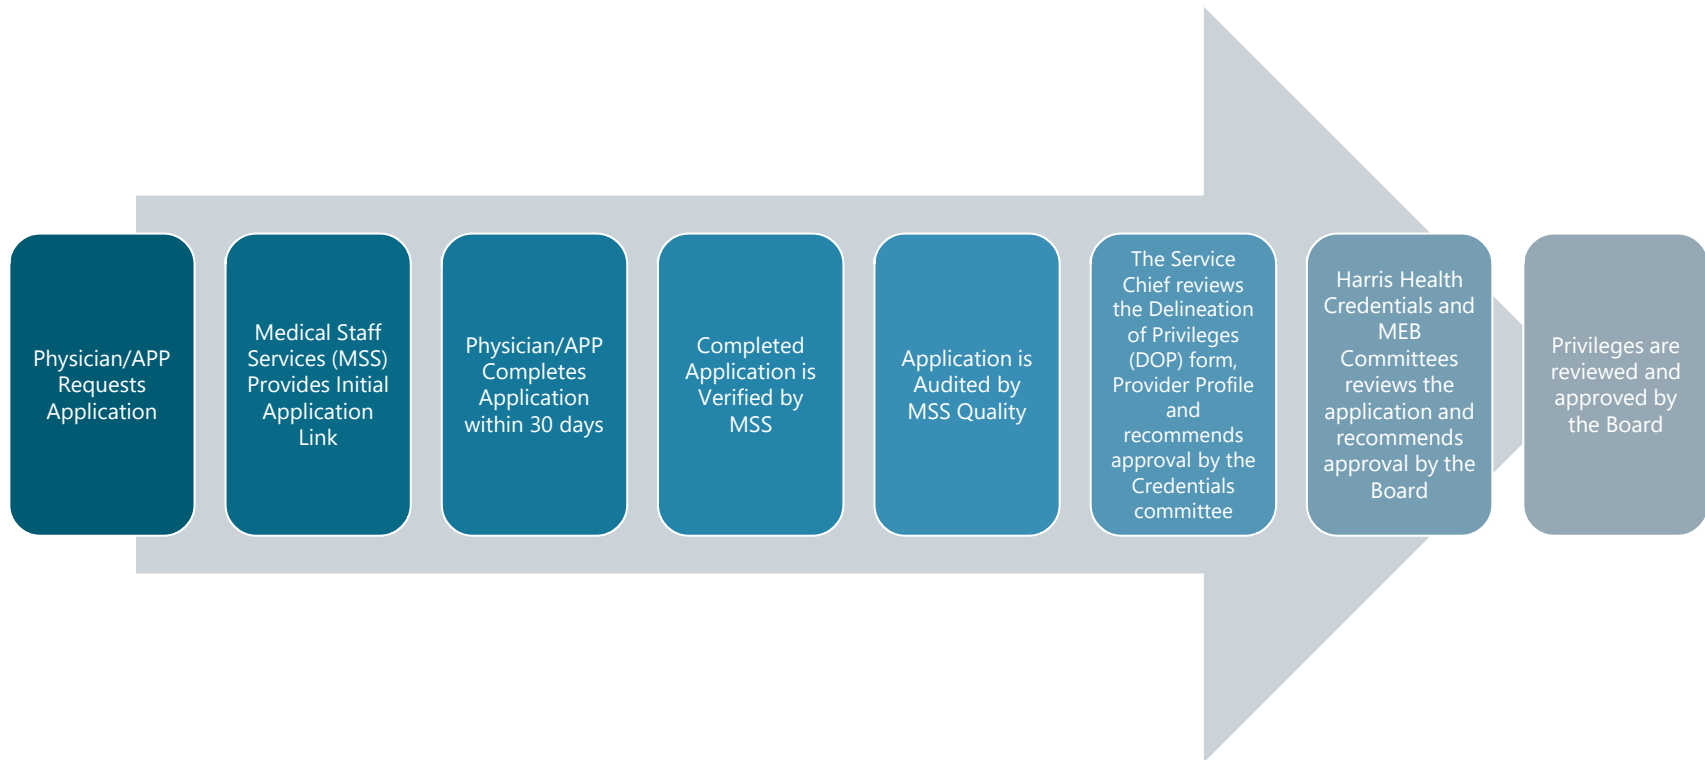 Physician/APP
Requests
Application
Medical Staff
Services (MSS)
Provides Initial
Application
Link
Physician/APP
Completes
Application
within 30 days
Completed
Application is
Verified by
MSS
Application is
Audited by
MSS Quality
The Service
Chief reviews
the Delineation
of Privileges
(DOP) form,
Provider Profile
and
recommends
approval by the
Credentials
committee
Harris Health
Credentials and
MEB
Committees
reviews the
application and
recommends
approval by the
Board
Privileges are
reviewed and
approved by
the Board